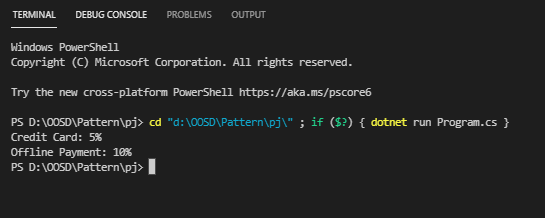 TERMINAL DEBUG CONSOLE PROBLEMS OUTPUT
Windows PowerShell
Copyright (C) Microsoft Corporation. All rights reserved.
Try the new cross-platform PowerShell https://aka.ms/pscore6
PS D:\OOSD\Pattern\pj> cd "d:\OOSD\Pattern\pj\" ; if ($?) { dotnet run Program.cs }
Credit Card: 5%
Offline Payment: 10%
PS D:\OOSD\Pattern\pj>